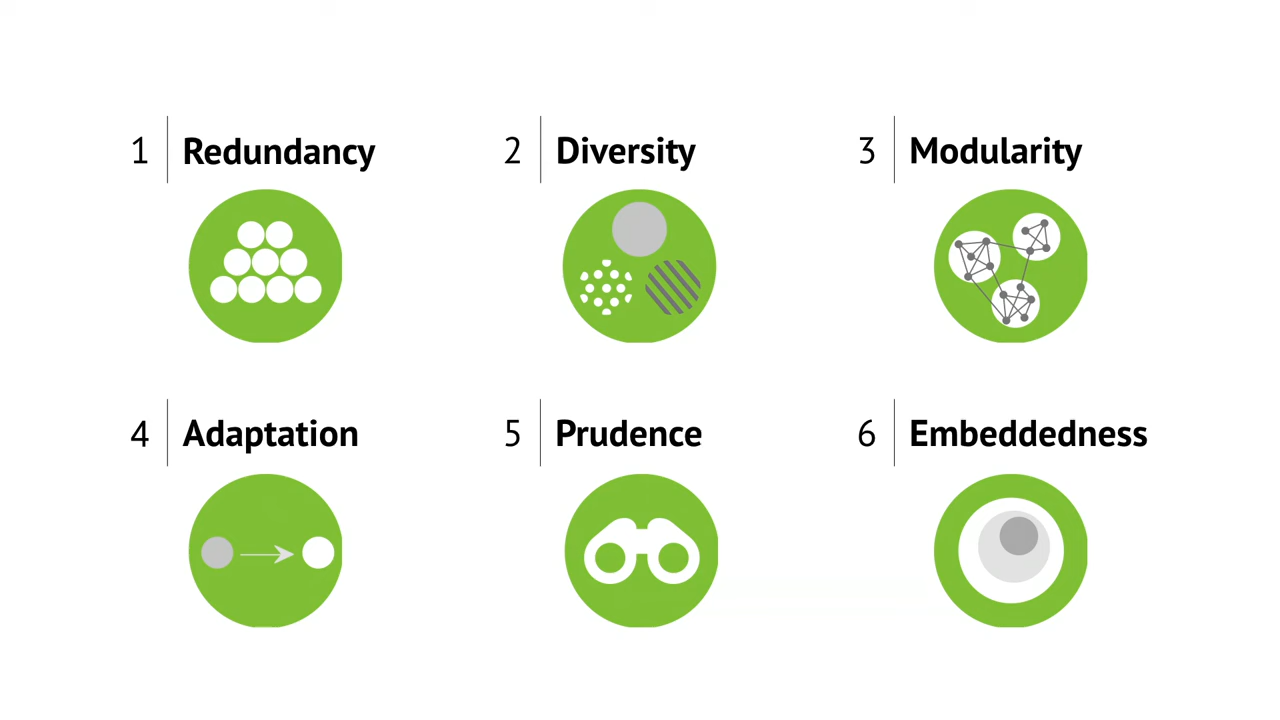 1 Redundancy
2 Diversity
3 Modularity
4 Adaptation
5 Prudence
6 Embeddedness